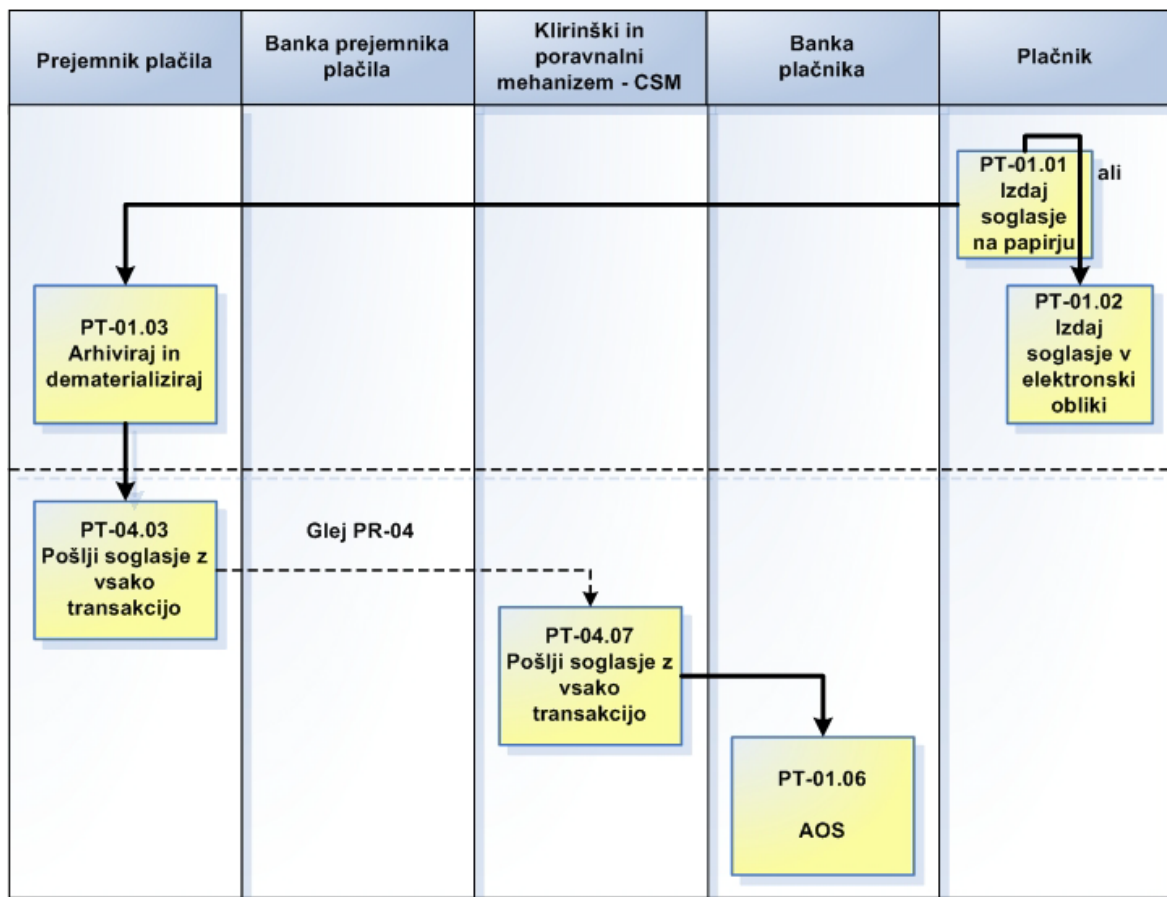 Prejemnik plačila
Banka prejemnika
plačila
Klirinški in
poravnalni
mehanizem - CSM
Banka
plačnika
Plačnik
PT-01.01
Izdaj
soglasje
na papirju
ali
PT-01.02
Izdaj
soglasje v
elektronski
obliki
PT-01.03
Arhiviraj in
dematerializiraj
PT-04.03
Pošlji soglasje z
vsako
transakcijo
Glej PR-04
PT-04.07
Pošlji soglasje z
vsako
transakcijo
PT-01.06
AOS